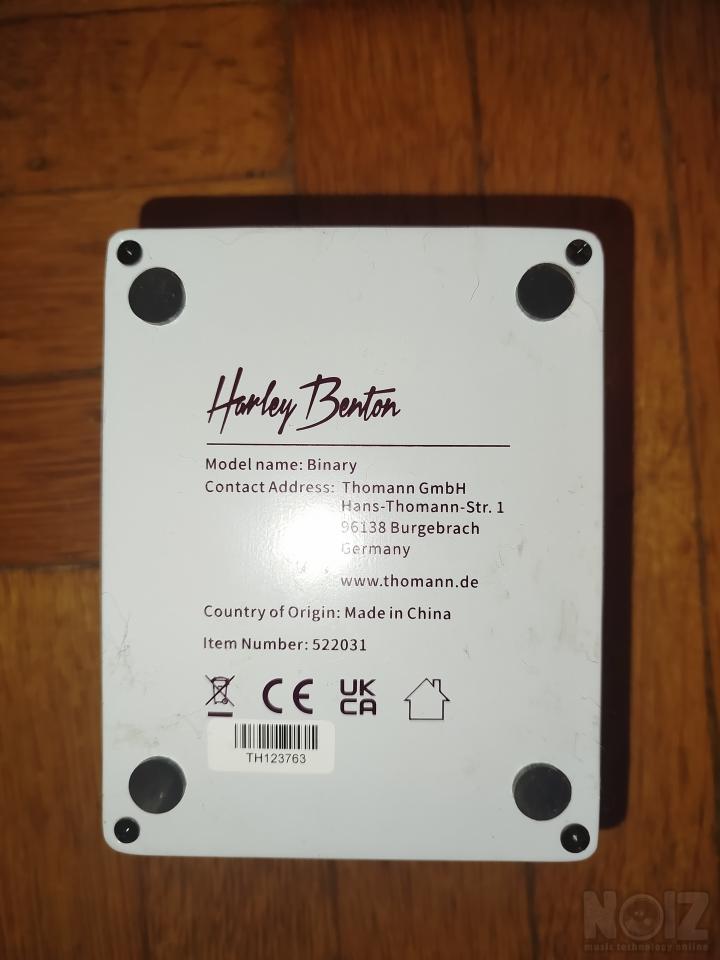 Harley Benton
Model name: Binary
Contact Address: Thomann GmbH
Hans-Thomann-Str. 1
96138 Burgebrach
Germany
www.thomann.de
Country of Origin: Made in China
Item Number: 522031
CE UK CA
TH123763
NOIZ
music technology online